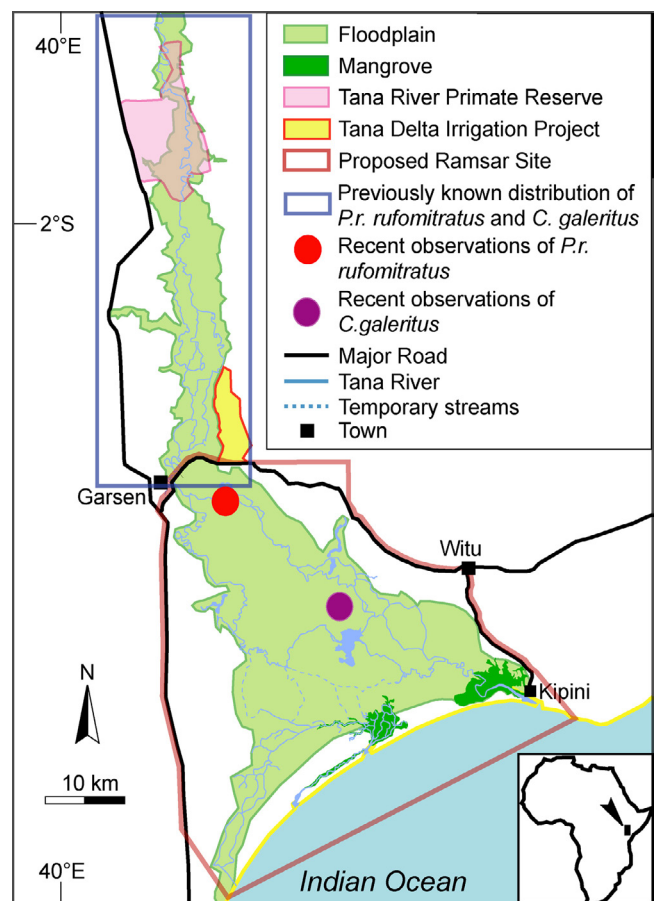 40°E
Floodplain
Mangrove
Tana River Primate Reserve
Tana Delta Irrigation Project
Proposed Ramsar Site
Previously known distribution of
P.r. rufomitratus and C. galeritus
Recent observations of P.r.
rufomitratus
Recent observations of
C.galeritus
Major Road
Tana River
Temporary streams
Town
2°S
Garsen
Witu
Kipini
N
10 km
40°E
Indian Ocean